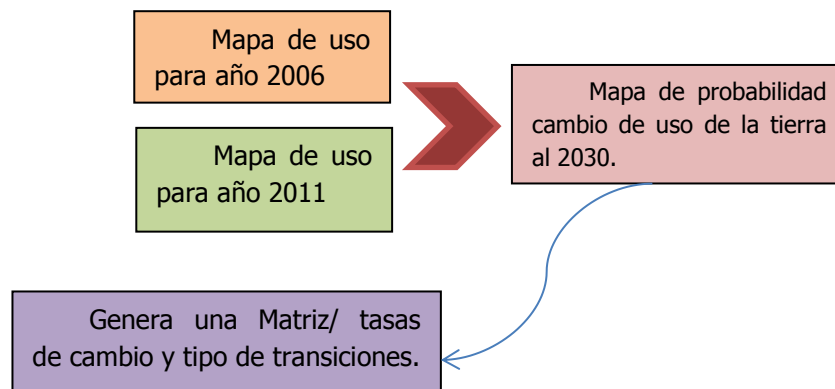 Mapa de uso
para año 2006
Mapa de uso
para año 2011
Mapa de probabilidad
cambio de uso de la tierra
al 2030.
Genera una Matriz/ tasas
de cambio y tipo de transiciones.